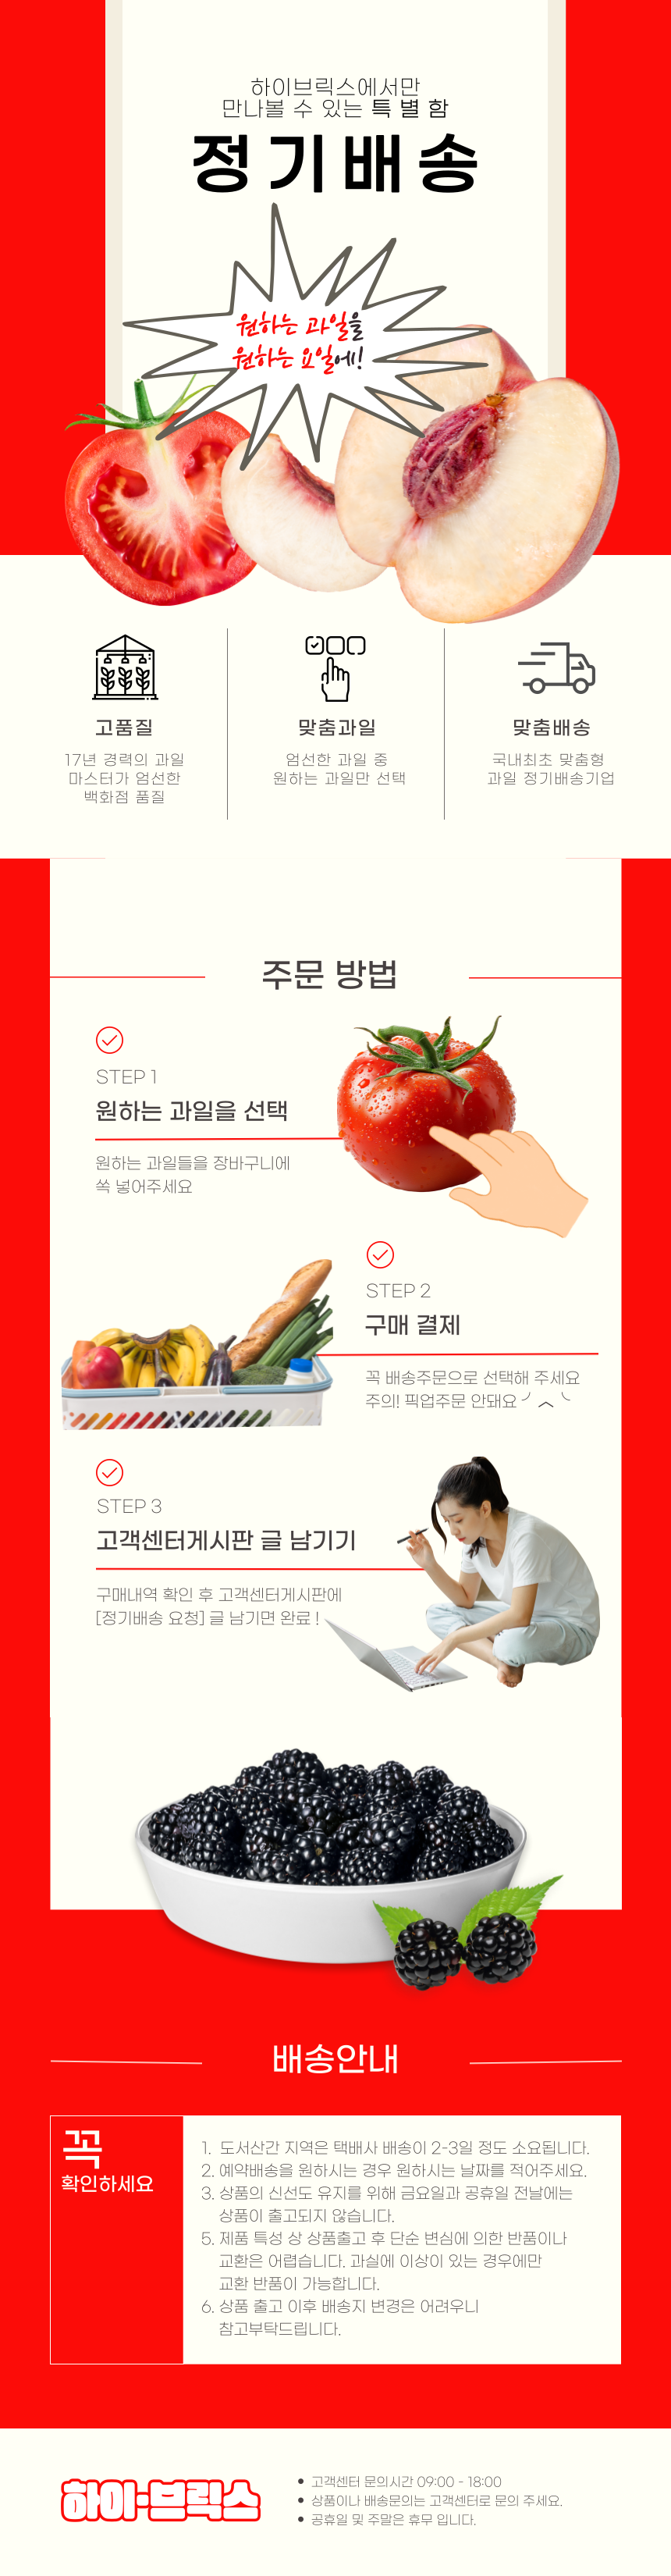 하이브릭스에서만
만나볼 수 있는 특별함
정기배송
원하는 과일을
원하는 요일에!
고품질
17년 경력의 과일
마스터가 엄선한
백화점 품질
맞춤과일
엄선한 과일 중
원하는 과일만 선택
맞춤배송
국내최초 맞춤형
과일 정기배송기업
주문 방법
STEP 1
원하는 과일을 선택
원하는 과일들을 장바구니에
쏙 넣어주세요
STEP 2
구매 결제
꼭 배송주문으로 선택해 주세요
주의! 픽업주문 안돼요
STEP 3
고객센터게시판 글 남기기
구매내역 확인 후 고객센터게시판에
[정기배송 요청] 글 남기면 완료 !
배송안내
꼭
확인하세요
1. 도서산간 지역은 택배사 배송이 2-3일 정도 소요됩니다.
2. 예약배송을 원하시는 경우 원하시는 날짜를 적어주세요.
3. 상품의 신선도 유지를 위해 금요일과 공휴일 전날에는
상품이 출고되지 않습니다.
5. 제품 특성 상 상품출고 후 단순 변심에 의한 반품이나
교환은 어렵습니다. 과실에 이상이 있는 경우에만
교환 반품이 가능합니다.
6. 상품 출고 이후 배송지 변경은 어려우니
참고부탁드립니다.
하이-브릭스
• 고객센터 문의시간 09:00 - 18:00
• 상품이나 배송문의는 고객센터로 문의 주세요.
• 공휴일 및 주말은 휴무 입니다.